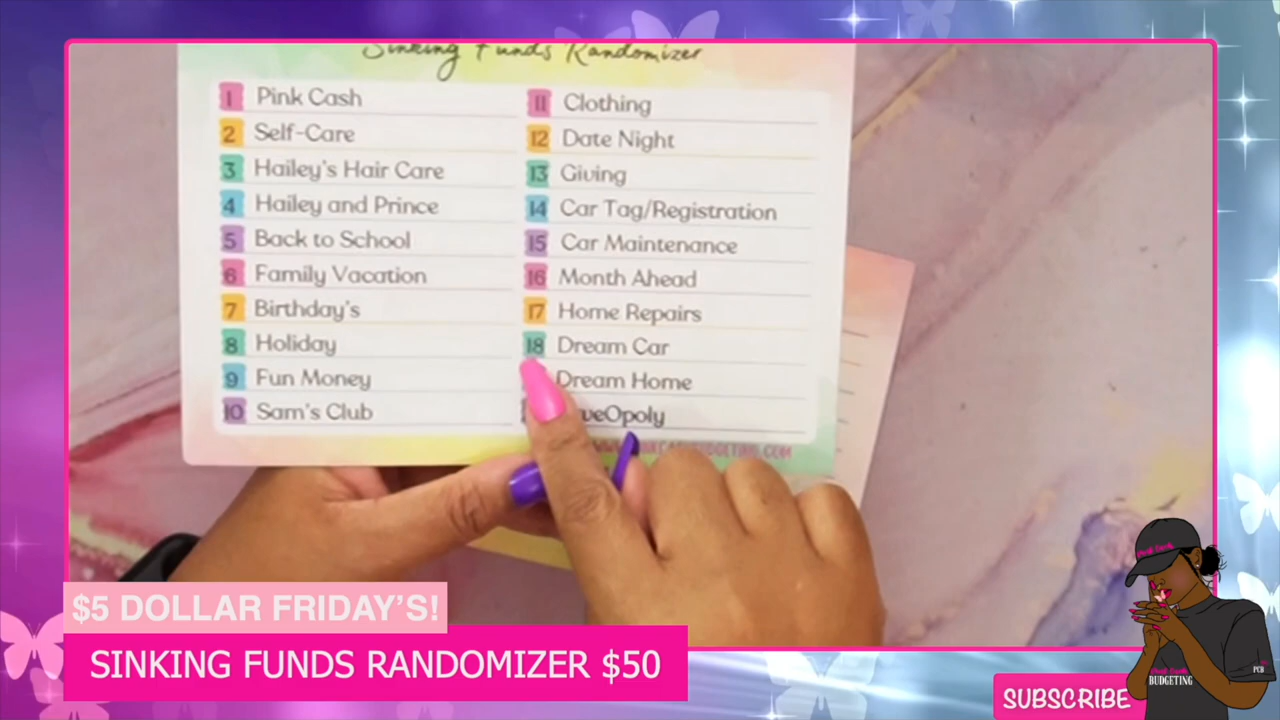 Sinking Funds Randomizer
1 Pink Cash
2 Self-Care
3 Hailey's Hair Care
4 Hailey and Prince
5 Back to School
6 Family Vacation
7 Birthday's
8 Holiday
9 Fun Money
10 Sam's Club
11 Clothing
12 Date Night
13 Giving
14 Car Tag/Registration
15 Car Maintenance
16 Month Ahead
17 Home Repairs
18 Dream Car
Dream Home
veOpoly
$5 DOLLAR FRIDAY'S!
SINKING FUNDS RANDOMIZER $50
SUBSCRIBE
BUDGETING
PCB